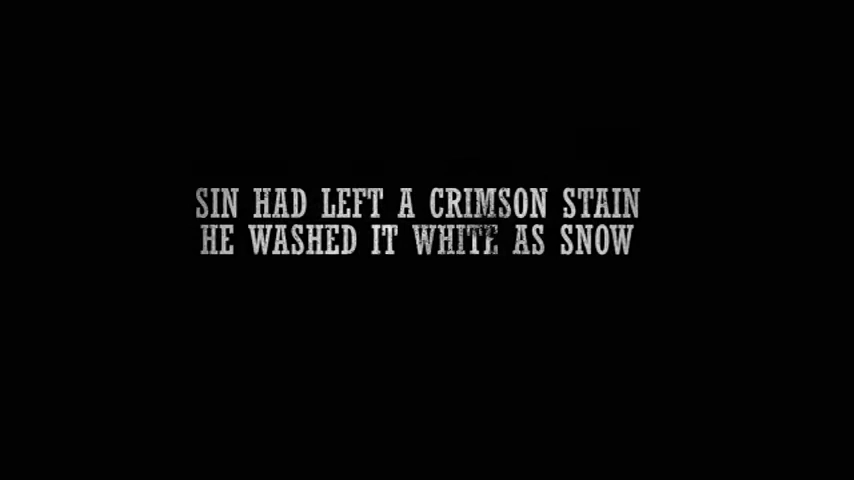 SIN HAD LEFT A CRIMSON STAIN
HE WASHED IT WHITE AS SNOW